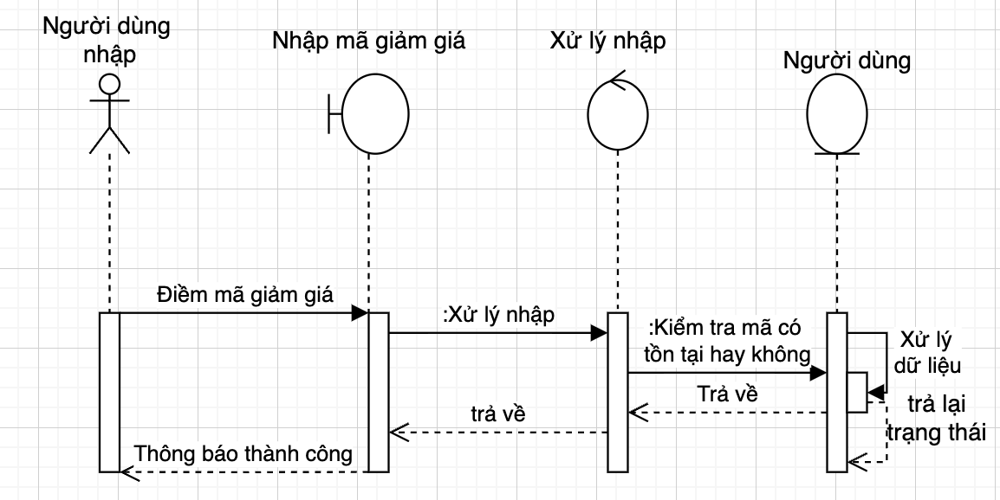 Người dùng
nhập
Nhập mã giảm giá
Xử lý nhập
Người dùng
Điềm mã giảm giá
:Xử lý nhập
:Kiểm tra mã có
tồn tại hay không
Xử lý
dữ liệu
Trả về
trả lại
trạng thái
trả về
Thông báo thành công